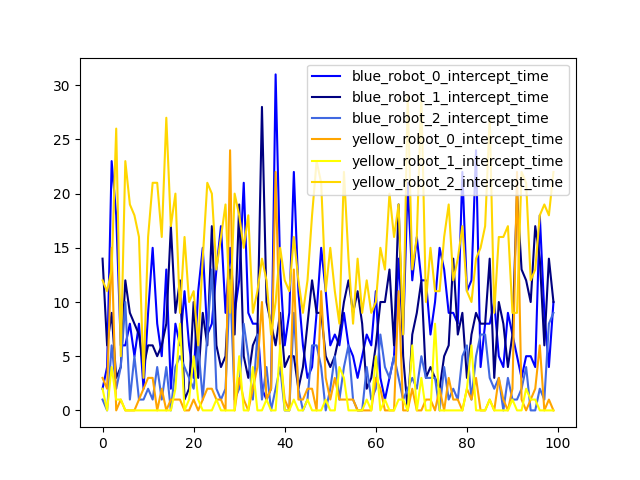 30
25
20
15
10
5
0
blue_robot_0_intercept_time
blue_robot_1_intercept_time
blue_robot_2_intercept_time
yellow_robot_0_intercept_time
yellow_robot_1_intercept_time
yellow_robot_2_intercept_time
0 20 40 60 80 100